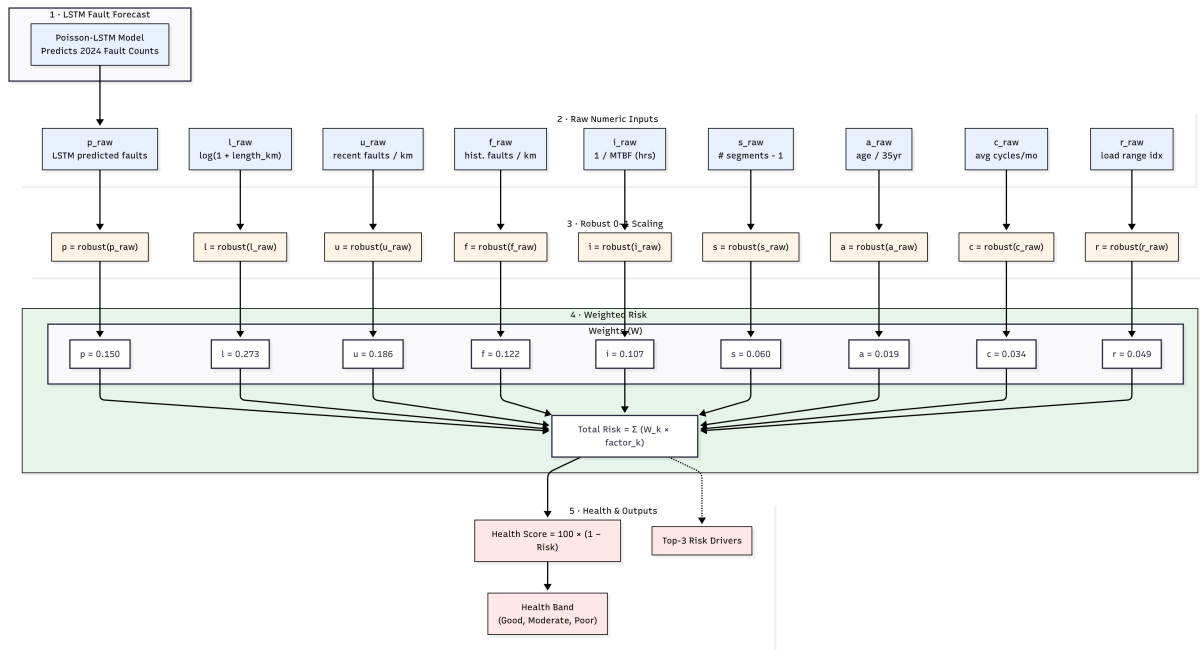 1 · LSTM Fault Forecast
Poisson-LSTM Model
Predicts 2024 Fault Counts
2 · Raw Numeric Inputs
p_raw
LSTM predicted faults
l_raw
log(1 + length_km)
u_raw
recent faults / km
f_raw
hist. faults / km
i_raw
1 / MTBF (hrs)
s_raw
# segments - 1
a_raw
age / 35yr
c_raw
avg cycles/mo
r_raw
load range idx
3 · Robust 0-1 Scaling
p = robust(p_raw)
l = robust(l_raw)
u = robust(u_raw)
f = robust(f_raw)
i = robust(i_raw)
s = robust(s_raw)
a = robust(a_raw)
c = robust(c_raw)
r = robust(r_raw)
4 · Weighted Risk
Weights (W)
p = 0.150
l = 0.273
u = 0.186
f = 0.122
i = 0.107
s = 0.060
a = 0.019
c = 0.034
r = 0.049
Total Risk = Σ (W_k ×
factor_k)
5 · Health & Outputs
Health Score = 100 × (1 −
Risk)
Top-3 Risk Drivers
Health Band
(Good, Moderate, Poor)